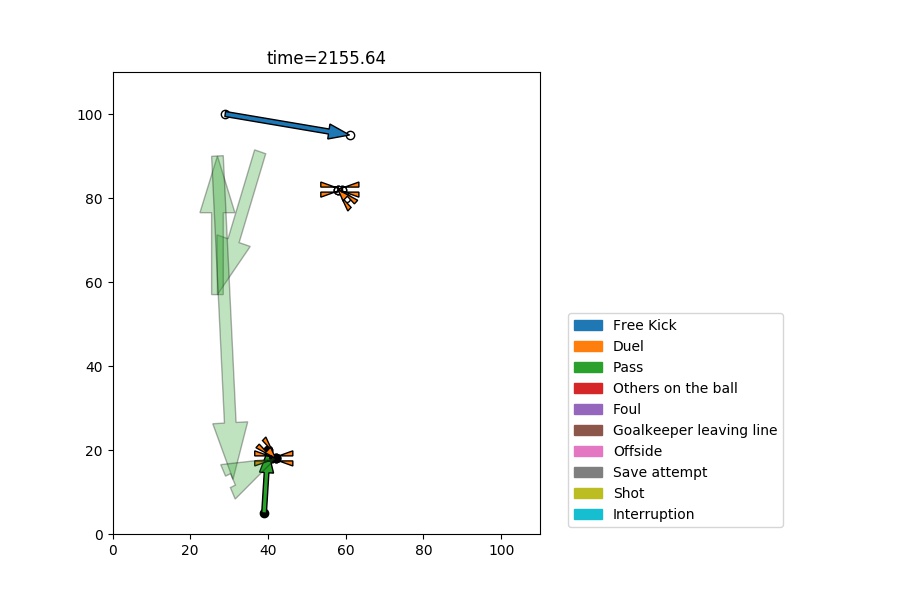 time=2155.64
100
80
60
40
20
0
0 20 40 60 80 100
Free Kick
Duel
Pass
Others on the ball
Foul
Goalkeeper leaving line
Offside
Save attempt
Shot
Interruption